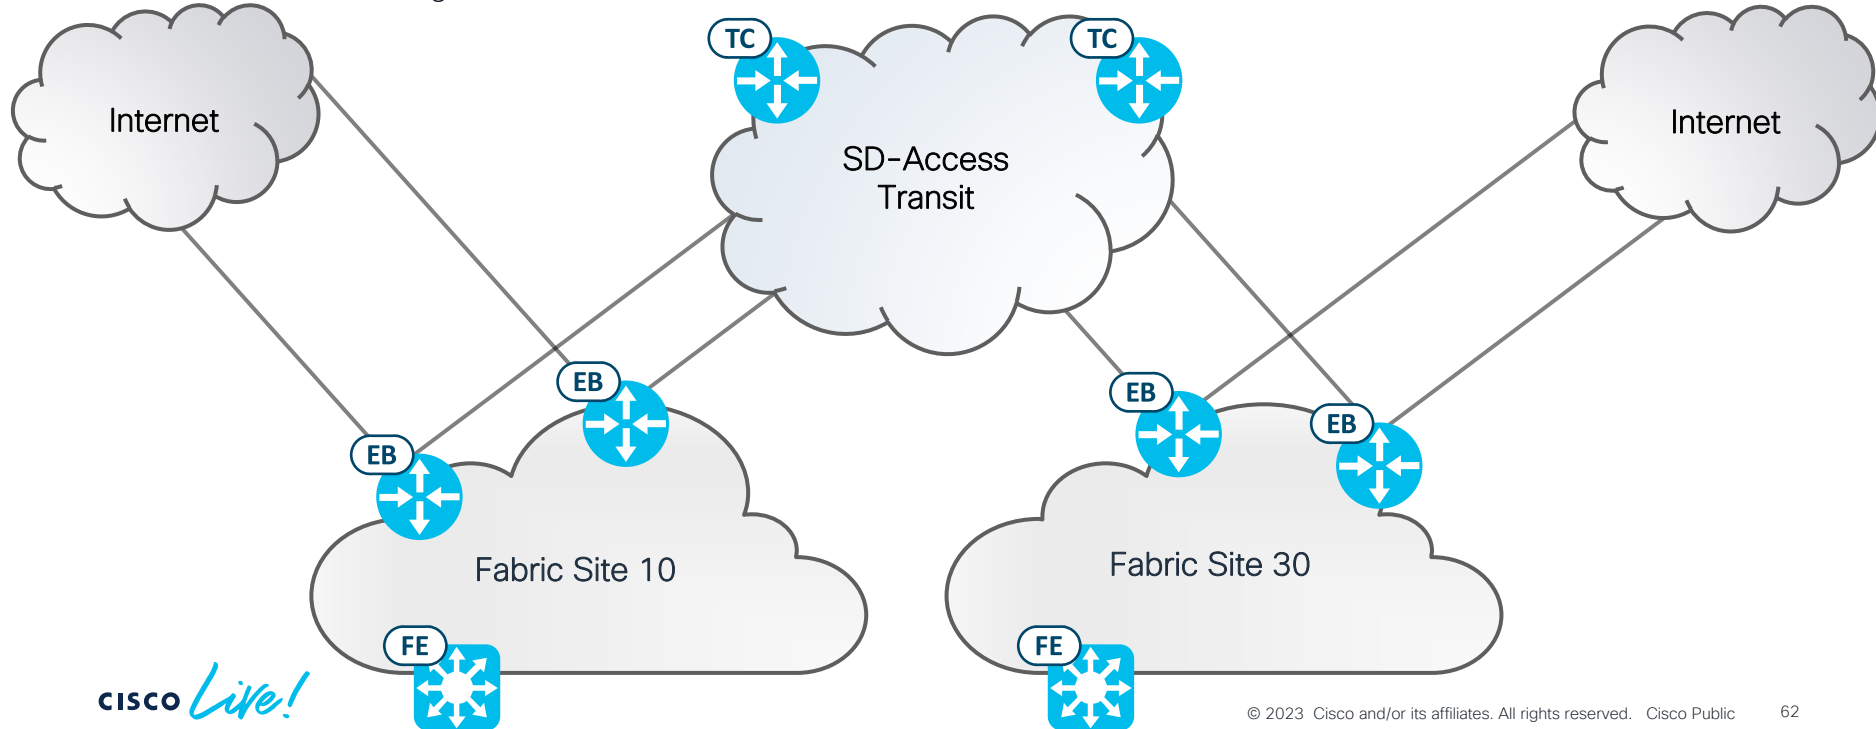 TC
TC
Internet
Internet
SD-Access
Transit
EB
EB
EB
EB
Fabric Site 10
Fabric Site 30
FE
FE
CISCO Live!
© 2023 Cisco and/or its affiliates. All rights reserved. Cisco Public
62